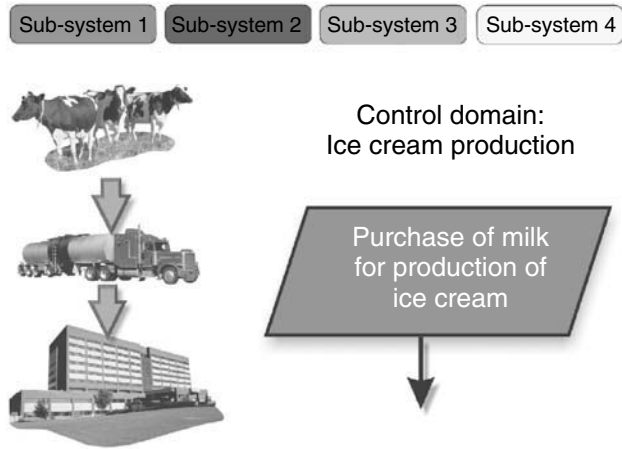 Sub-system 1
Sub-system 2
Sub-system 3
Sub-system 4
Control domain:
Ice cream production
Purchase of milk
for production of
ice cream